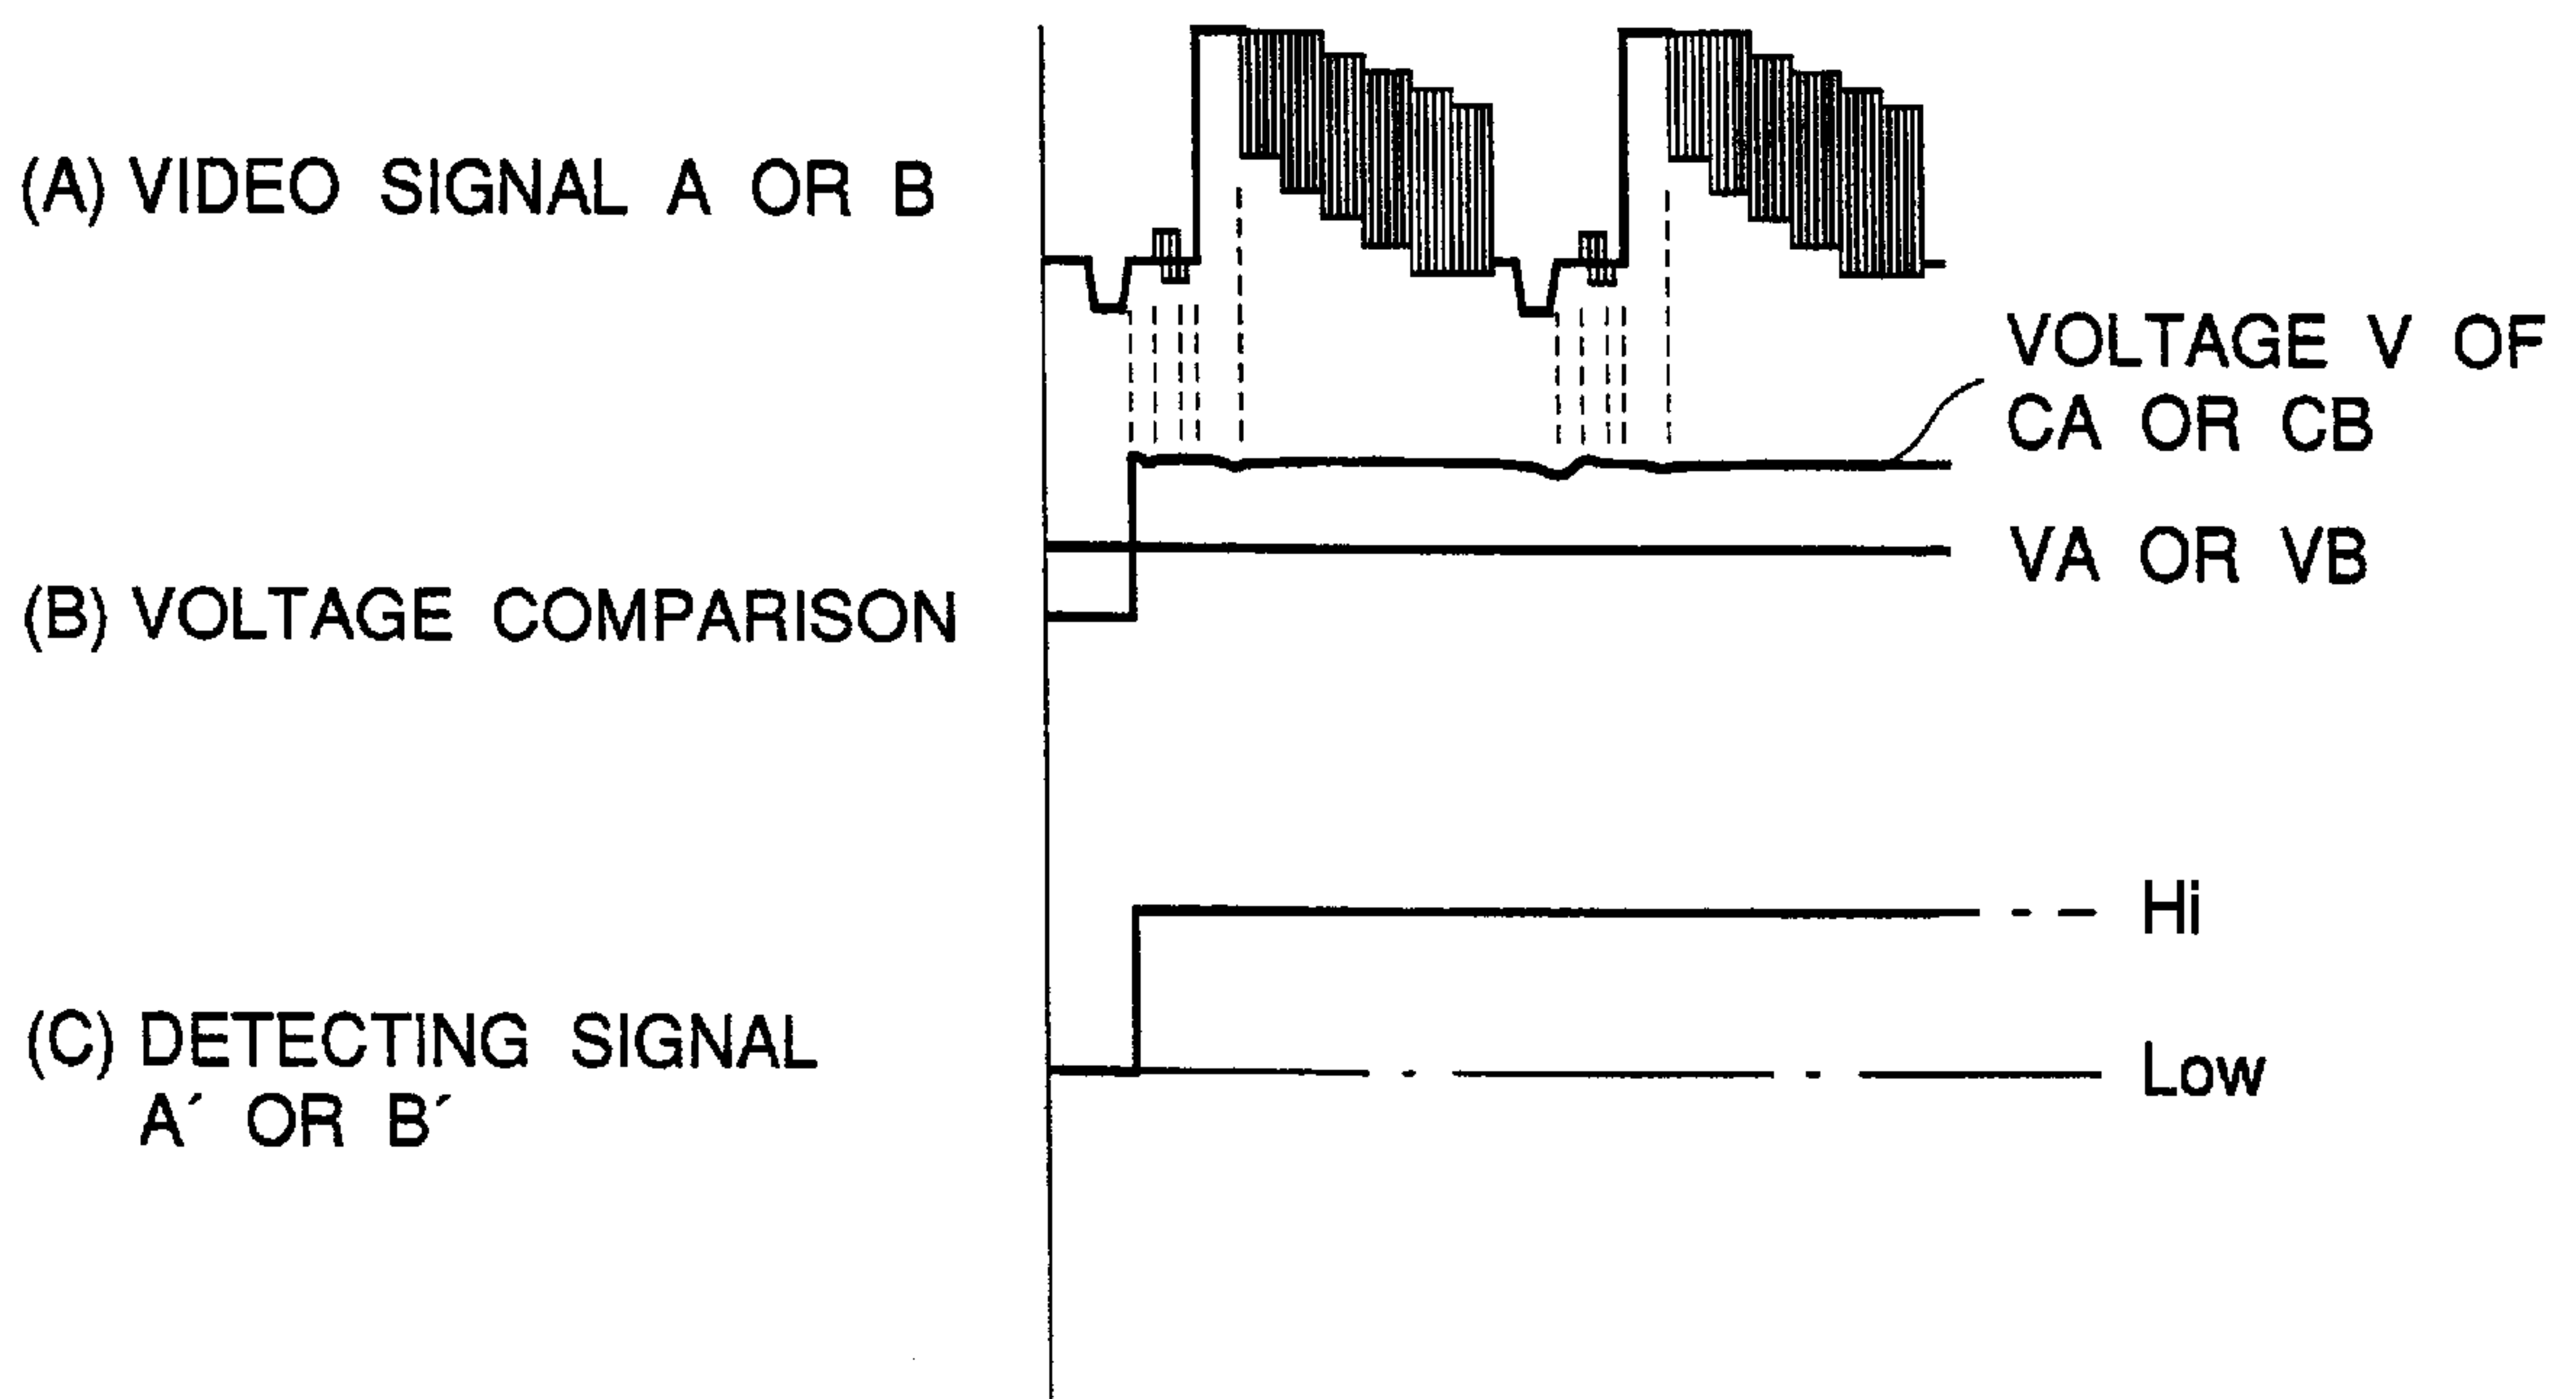 (A) VIDEO SIGNAL A OR B
VOLTAGE V OF
CA OR CB
VA OR VB
(B) VOLTAGE COMPARISON
Hi
(C) DETECTING SIGNAL
A´ OR B´
Low